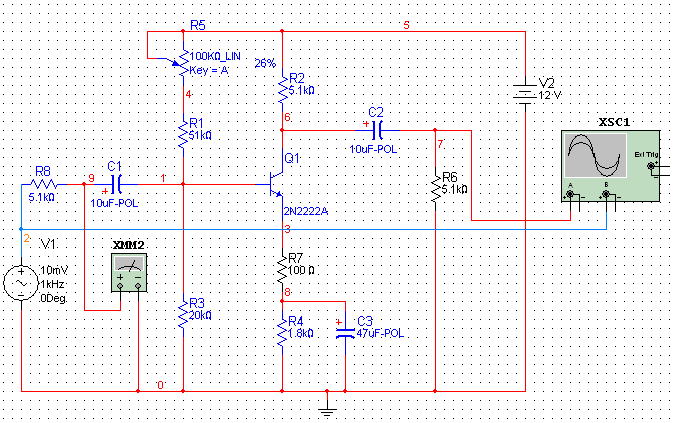 R5
5
100KΩ_LIN
Key = A
26%
4
R2
5.1kΩ
V2
12 V
XSC1
R1
51kΩ
6
C2
10uF-POL
7
Ext Trig
A
B
R8
5.1kΩ
9
C1
10uF-POL
1
Q1
2N2222A
R6
5.1kΩ
2
3
V1
10mV
1kHz
0Deg
XMM2
R7
100 Ω
8
R3
20kΩ
R4
1.8kΩ
C3
47uF-POL
0